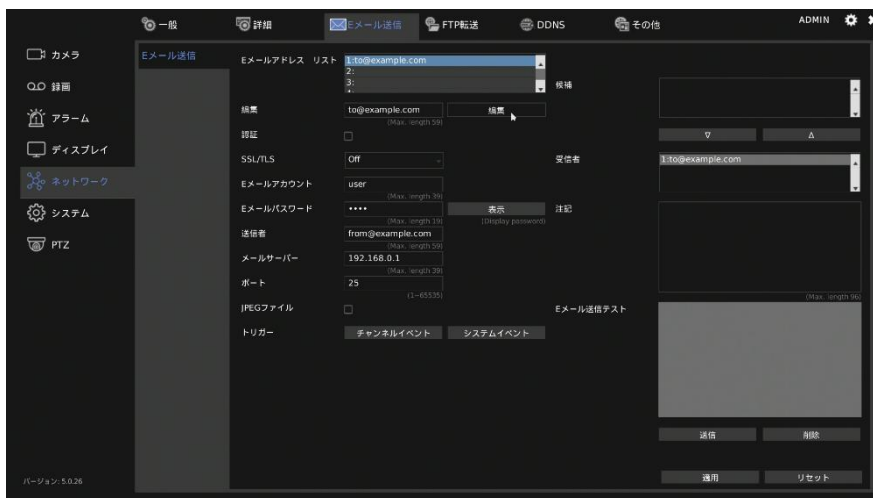 一般
詳細
Eメール送信
FTP転送
DDNS
その他
ADMIN
カメラ
録画
アラーム
ディスプレイ
ネットワーク
システム
PTZ
バージョン: 5.0.26
Eメール送信
Eメールアドレス リスト
1:to@example.com
2:
3:
編集
to@example.com
編集
(Max. length 59)
認証
SSL/TLS
Off
Eメールアカウント
user
(Max. length 39)
Eメールパスワード
••••
表示
(Max. length 19)
(Display password)
送信者
from@example.com
(Max. length 59)
メールサーバー
192.168.0.1
(Max. length 39)
ポート
25
(1~65535)
JPEGファイル
トリガー
チャンネルイベント
システムイベント
候補
▽
△
受信者
1:to@example.com
注記
(Max. length 96)
Eメール送信テスト
送信
削除
適用
リセット